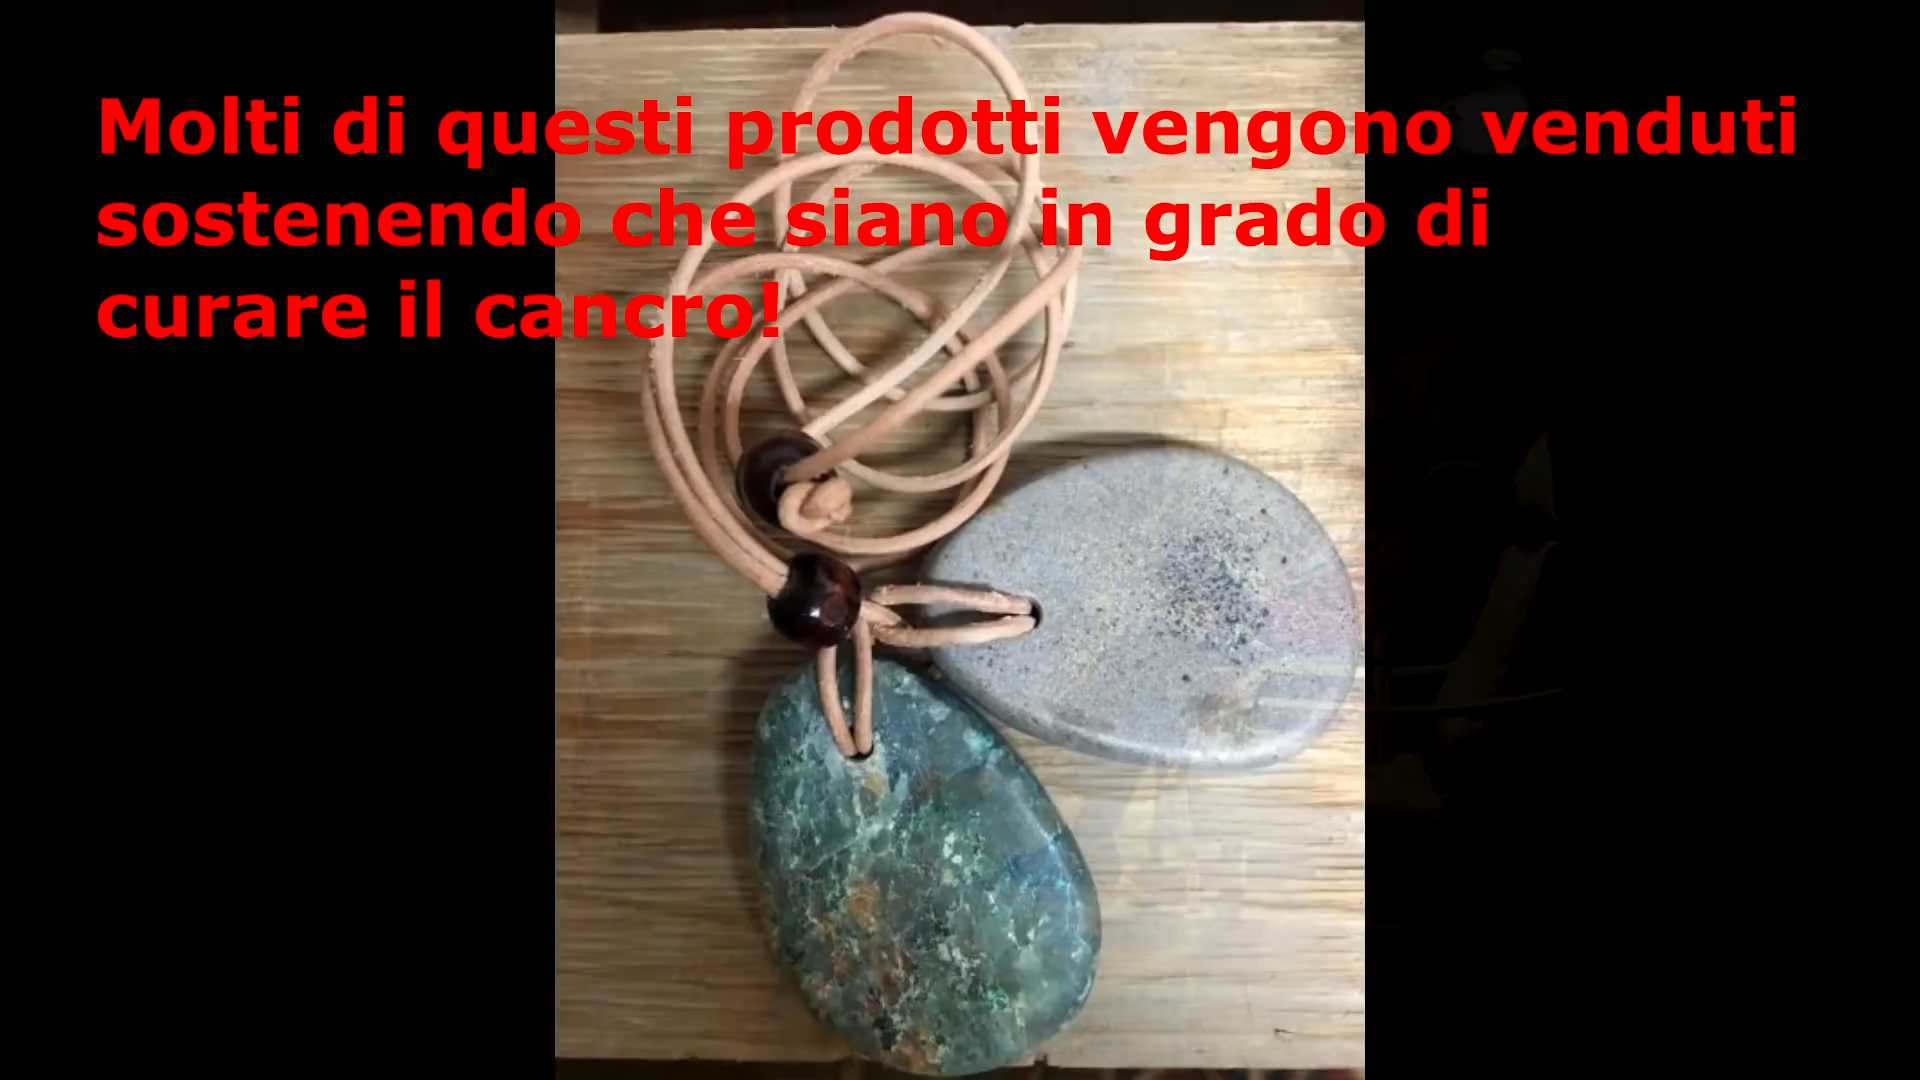 Molti di questi prodotti vengono venduti
sostenendo che siano in grado di
curare il cancro!